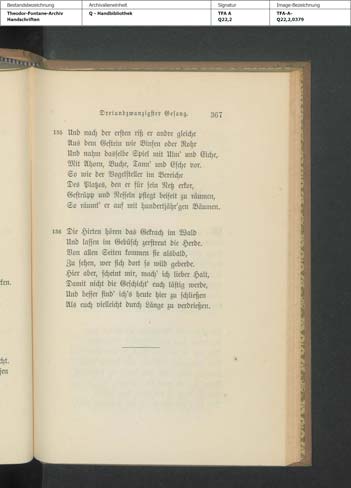 Bestandsbezeichnung
Theodor-Fontane-Archiv
Handschriften
Archivalieneinheit
Q - Handbibliothek
Signatur
TFA A
Q22,2
Image-Bezeichnung
TFA-A-
Q22,2,0379
Dreiundzwanzigster Gesang. 367
135 Und nach der ersten riß er andre gleiche
Aus dem Gestein wie Binsen oder Rohr
Und nahm dasselbe Spiel mit Ulm' und Eiche,
Mit Ahorn, Buche, Tann' und Esche vor.
So wie der Vogelsteller im Bereiche
Des Platzes, den er für sein Netz erkor,
Gesträpp und Nesseln pflegt beiseit zu räumen,
So räumt' er auf mit hundertjähr'gen Bäumen.
136 Die Hirten hören das Gekrach im Wald
Und lassen im Gebüsch zerstreut die Herde.
Von allen Seiten kommen sie alsbald,
Zu sehen, wer sich dort so wild geberde.
Hier aber, scheint mir, mach' ich lieber Halt,
Damit nicht die Geschicht' euch lästig werde,
Und besser find' ich's heute hier zu schließen
Als euch vielleicht durch Länge zu verdrießen.